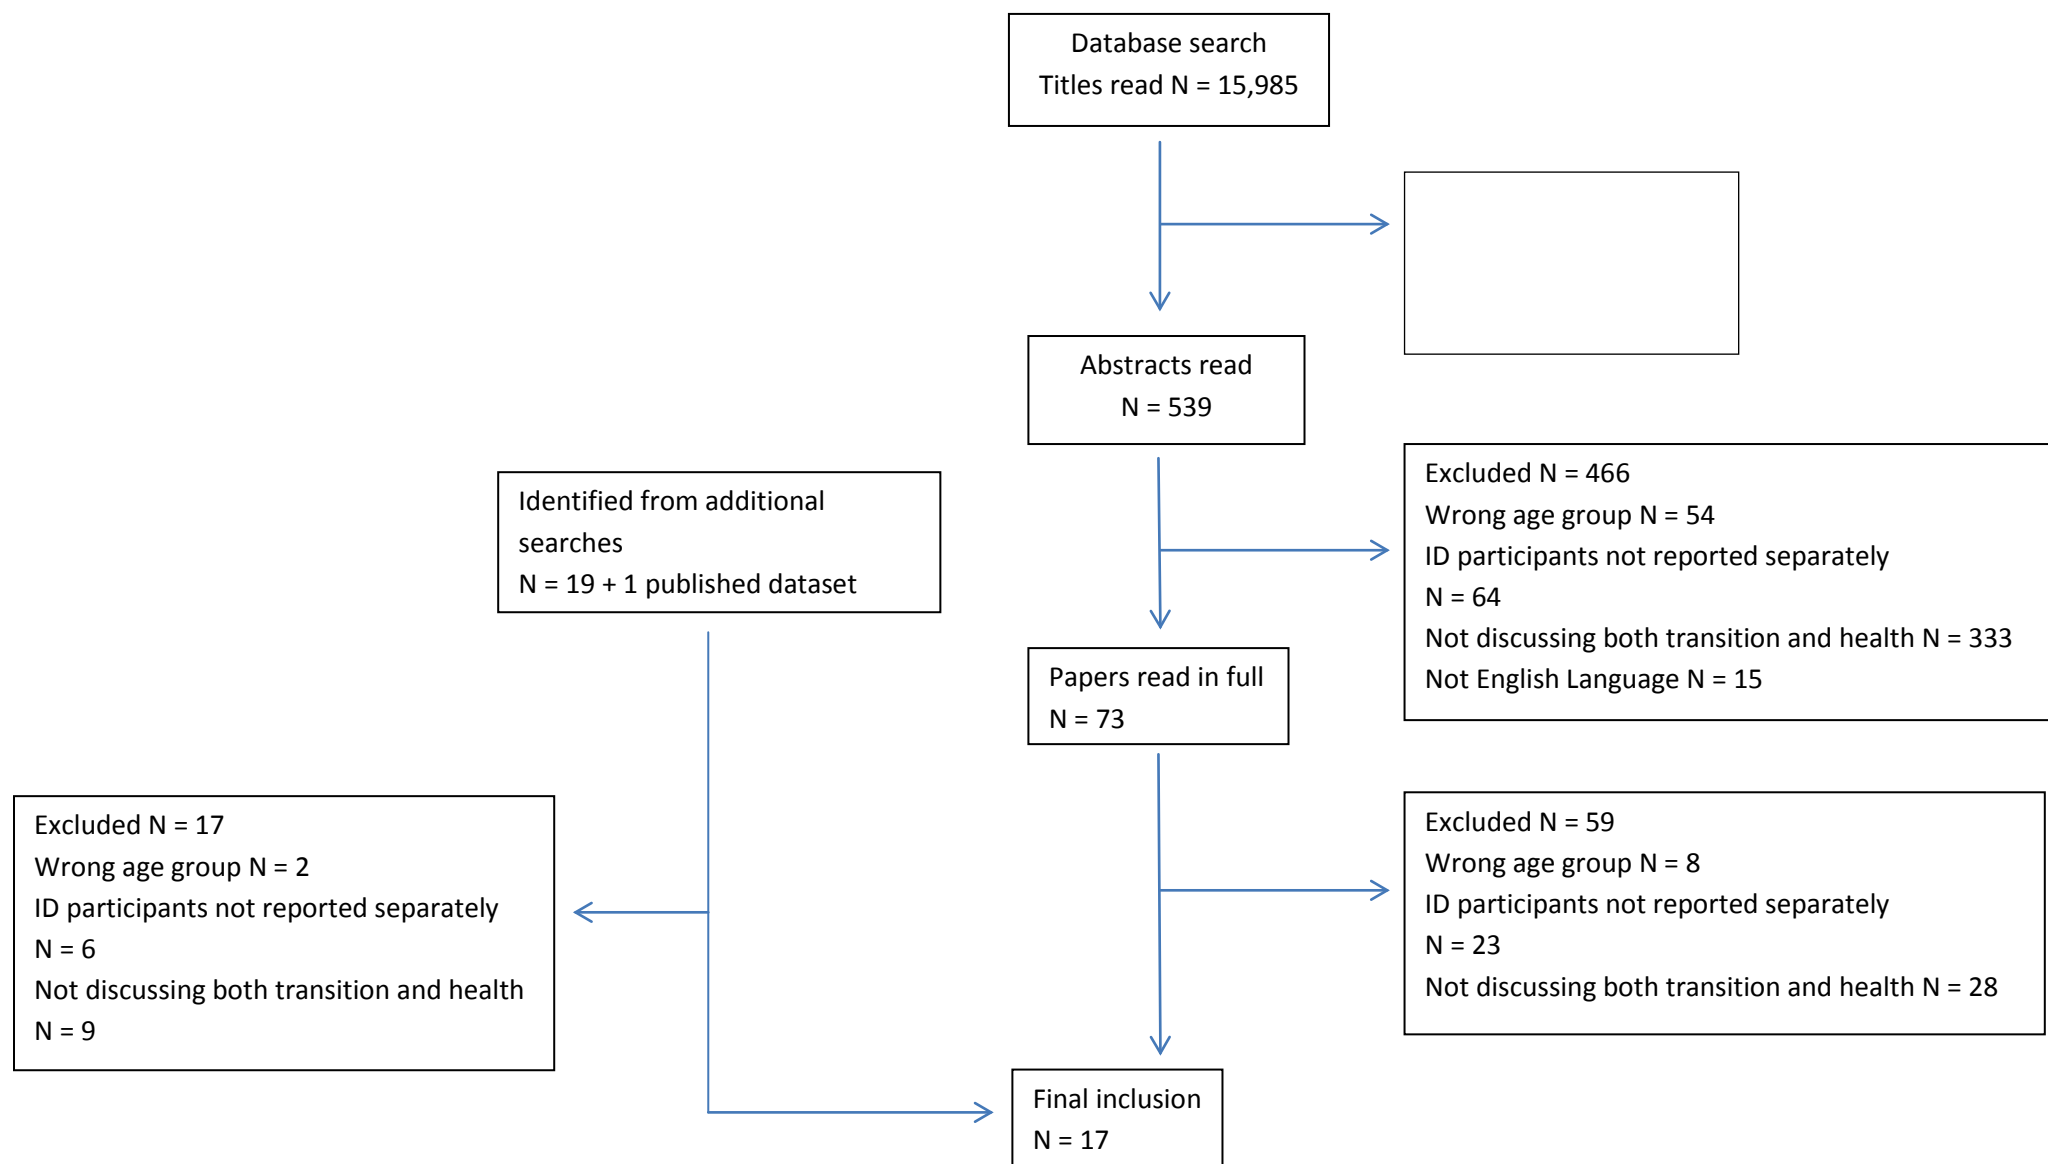 Database search
Titles read N = 15,985
Abstracts read
N = 539
Excluded N = 466
Wrong age group N = 54
ID participants not reported separately
N = 64
Not discussing both transition and health N = 333
Not English Language N = 15
Identified from additional
searches
N = 19 + 1 published dataset
Papers read in full
N = 73
Excluded N = 17
Wrong age group N = 2
ID participants not reported separately
N = 6
Not discussing both transition and health
N = 9
Excluded N = 59
Wrong age group N = 8
ID participants not reported separately
N = 23
Not discussing both transition and health N = 28
Final inclusion
N = 17